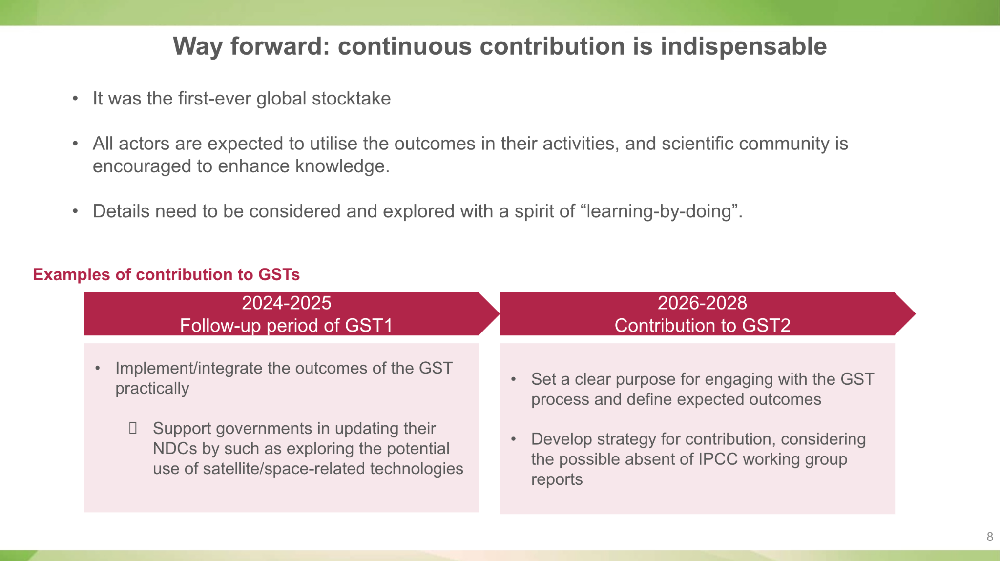 Way forward: continuous contribution is indispensable
• It was the first-ever global stocktake
• All actors are expected to utilise the outcomes in their activities, and scientific community is
encouraged to enhance knowledge.
• Details need to be considered and explored with a spirit of “learning-by-doing”.
Examples of contribution to GSTs
2024-2025
Follow-up period of GST1
• Implement/integrate the outcomes of the GST
practically
Support governments in updating their
NDCs by such as exploring the potential
use of satellite/space-related technologies
2026-2028
Contribution to GST2
• Set a clear purpose for engaging with the GST
process and define expected outcomes
• Develop strategy for contribution, considering
the possible absent of IPCC working group
reports
8